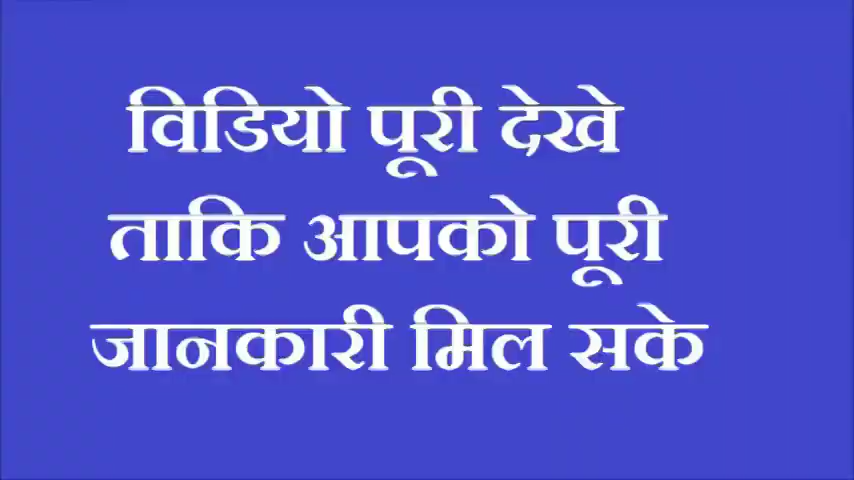 विडियो पूरी देखे
ताकि आपको पूरी
जानकारी मिल सके